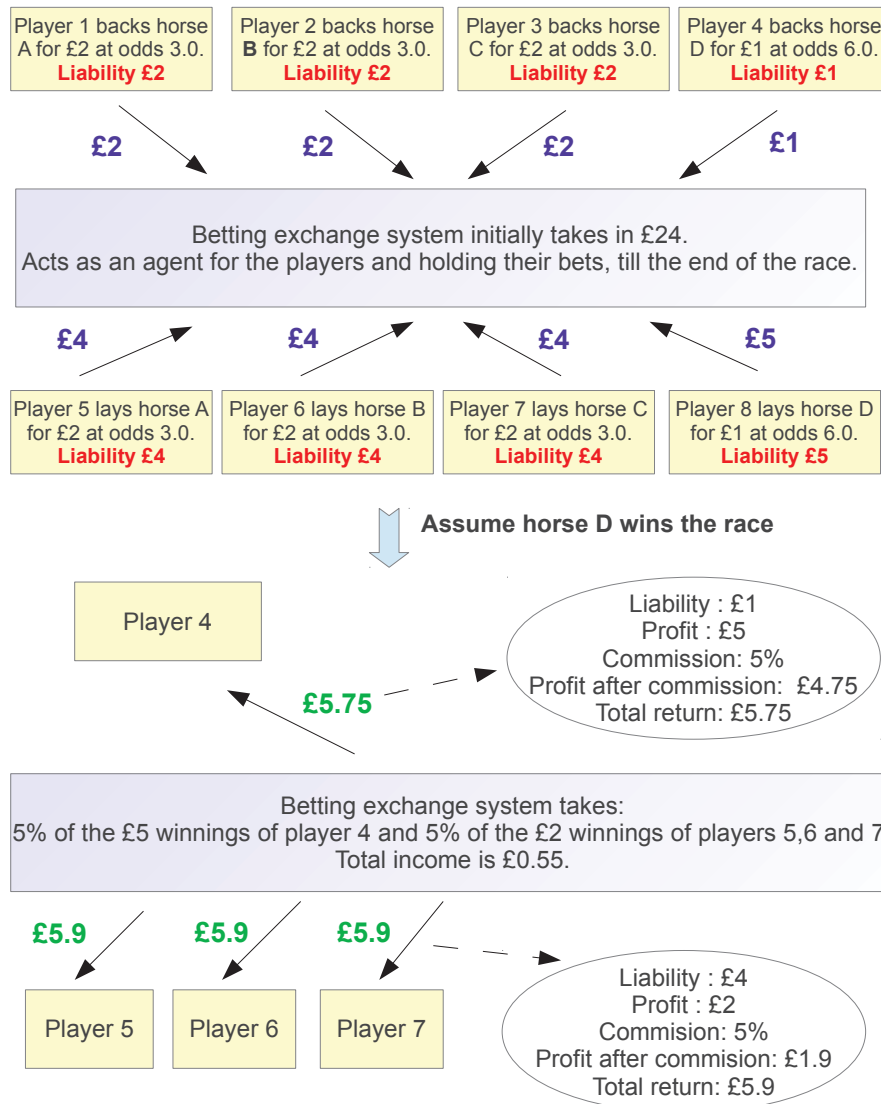 Player 1 backs horse
A for £2 at odds 3.0.
Liability £2
Player 2 backs horse
B for £2 at odds 3.0.
Liability £2
Player 3 backs horse
C for £2 at odds 3.0.
Liability £2
Player 4 backs horse
D for £1 at odds 6.0.
Liability £1
£2
£2
£2
£1
Betting exchange system initially takes in £24.
Acts as an agent for the players and holding their bets, till the end of the race.
£4
£4
£4
£5
Player 5 lays horse A
for £2 at odds 3.0.
Liability £4
Player 6 lays horse B
for £2 at odds 3.0.
Liability £4
Player 7 lays horse C
for £2 at odds 3.0.
Liability £4
Player 8 lays horse D
for £1 at odds 6.0.
Liability £5
Assume horse D wins the race
Player 4
Liability : £1
Profit : £5
Commission: 5%
Profit after commission: £4.75
Total return: £5.75
£5.75
Betting exchange system takes:
5% of the £5 winnings of player 4 and 5% of the £2 winnings of players 5,6 and 7
Total income is £0.55.
£5.9
£5.9
£5.9
Player 5
Player 6
Player 7
Liability : £4
Profit : £2
Commision: 5%
Profit after commision: £1.9
Total return: £5.9